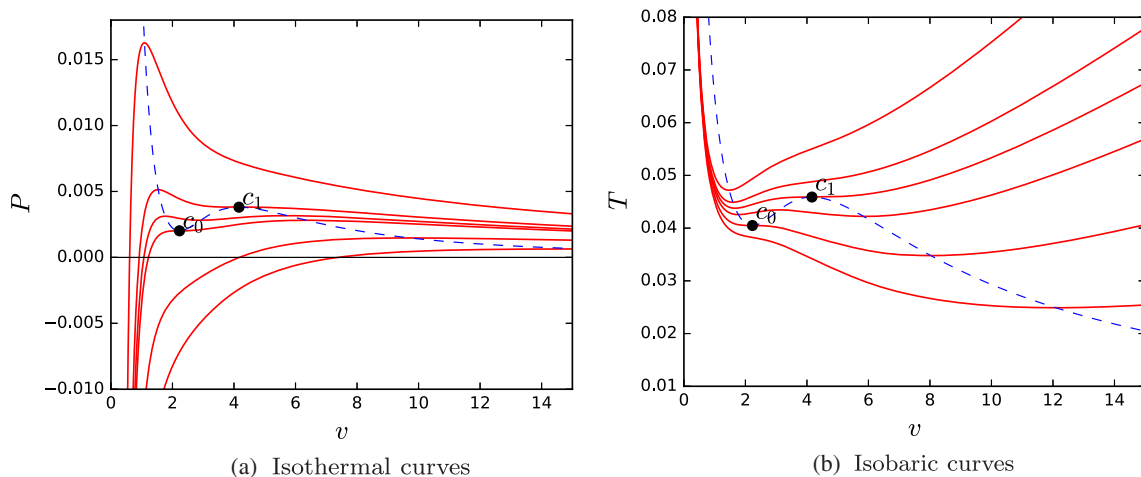 0.015
0.010
0.005
0.000
−0.005
−0.010
P
c₀
c₁
0 2 4 6 8 10 12 14
v
(a) Isothermal curves
0.08
0.07
0.06
0.05
0.04
0.03
0.02
0.01
T
c₀
c₁
0 2 4 6 8 10 12 14
v
(b) Isobaric curves